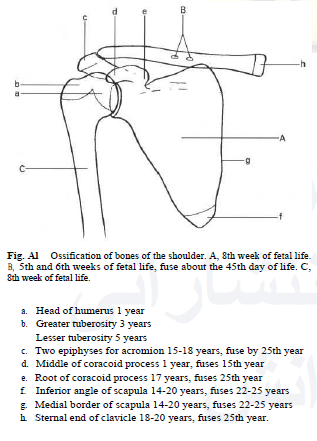 c
d
e
B
h
b
a
A
g
C
f
Fig. A1 Ossification of bones of the shoulder. A, 8th week of fetal life.
B, 5th and 6th weeks of fetal life, fuse about the 45th day of life. C,
8th week of fetal life.
a. Head of humerus 1 year
b. Greater tuberosity 3 years
Lesser tuberosity 5 years
c. Two epiphyses for acromion 15-18 years, fuse by 25th year
d. Middle of coracoid process 1 year, fuses 15th year
e. Root of coracoid process 17 years, fuses 25th year
f. Inferior angle of scapula 14-20 years, fuses 22-25 years
g. Medial border of scapula 14-20 years, fuses 22-25 years
h. Sternal end of clavicle 18-20 years, fuses 25th year.